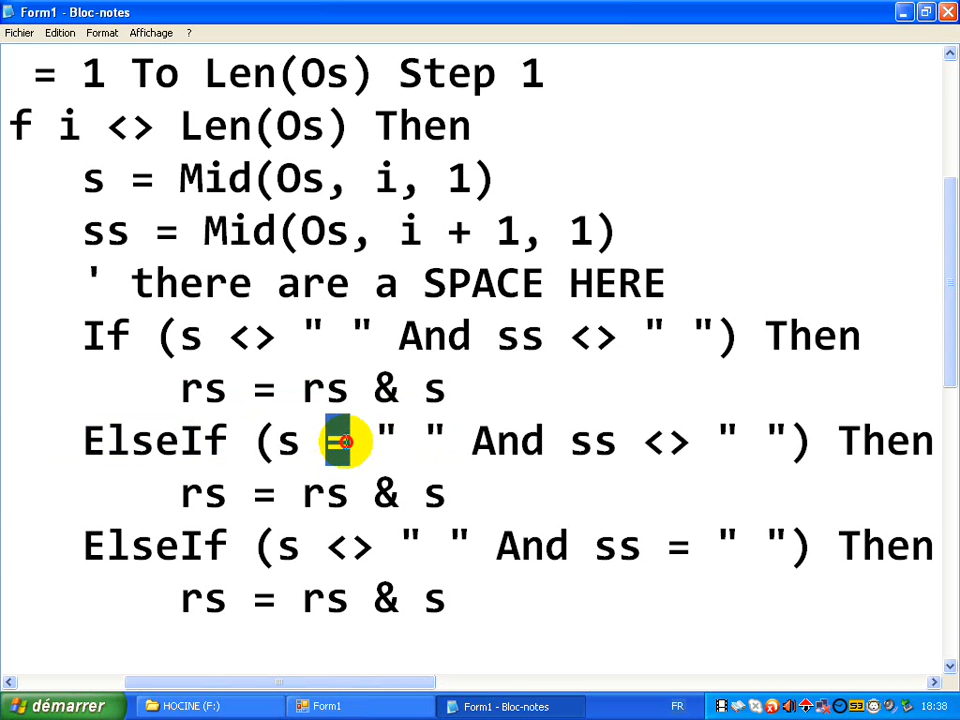 Form1 - Bloc-notes
Fichier Edition Format Affichage ?
= 1 To Len(Os) Step 1
f i <> Len(Os) Then
s = Mid(Os, i, 1)
ss = Mid(Os, i + 1, 1)
' there are a SPACE HERE
If (s <> " " And ss <> " ") Then
rs = rs & s
ElseIf (s = " " And ss <> " ") Then
rs = rs & s
ElseIf (s <> " " And ss = " ") Then
rs = rs & s
démarrer HOCINE (F:) Form1 Form1 - Bloc-notes FR 18:38